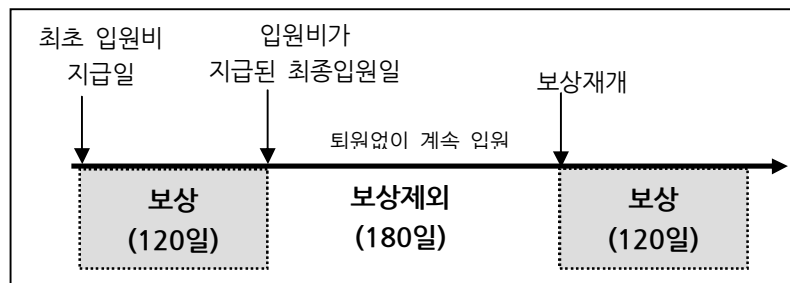 최초 입원비
지급일
입원비가
지급된 최종입원일
보상재개
퇴원없이 계속 입원
보상
(120일)
보상제외
(180일)
보상
(120일)